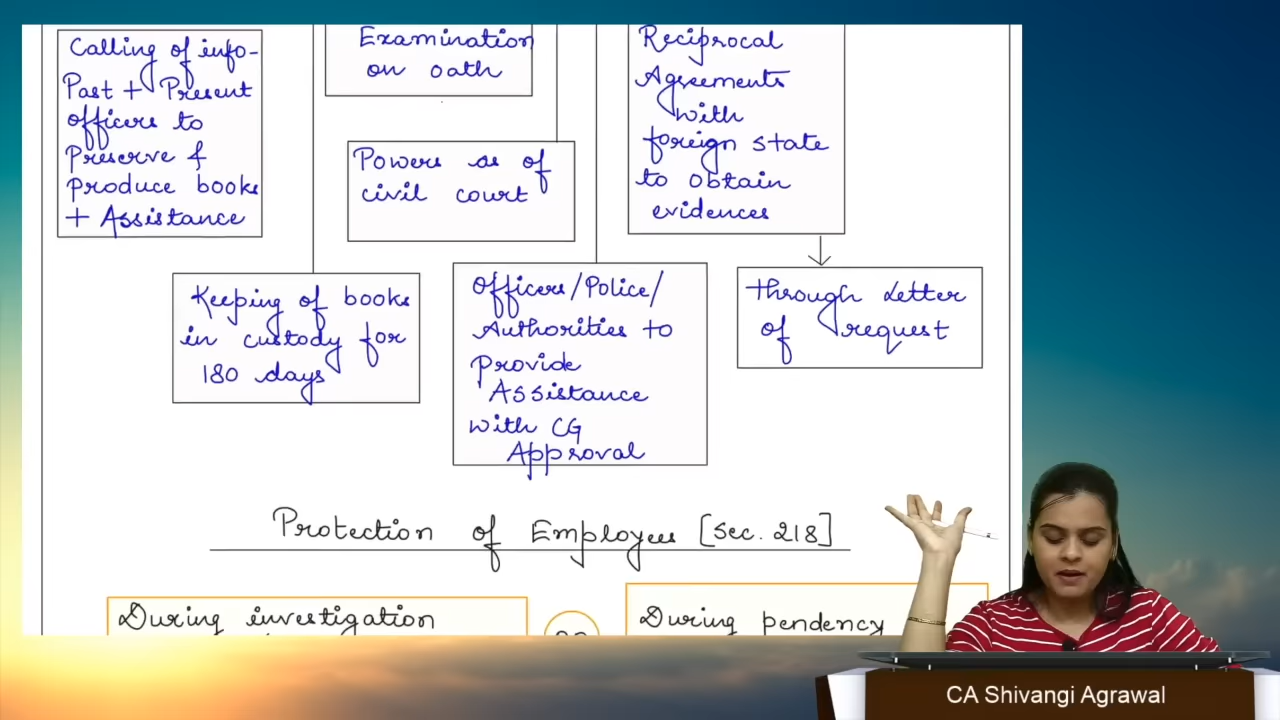 Calling of info-
Past + Present
officers to
Preserve &
produce books
+ Assistance
Examination
on oath
Reciprocal
Agreements
with
foreign state
to obtain
evidences
Powers as of
civil court
Keeping of books
in custody for
180 days
Officers/Police/
Authorities to
provide
Assistance
with CG
Approval
through Letter
of request
Protection of Employees [Sec. 218]
During investigation
During pendency
CA Shivangi Agrawal